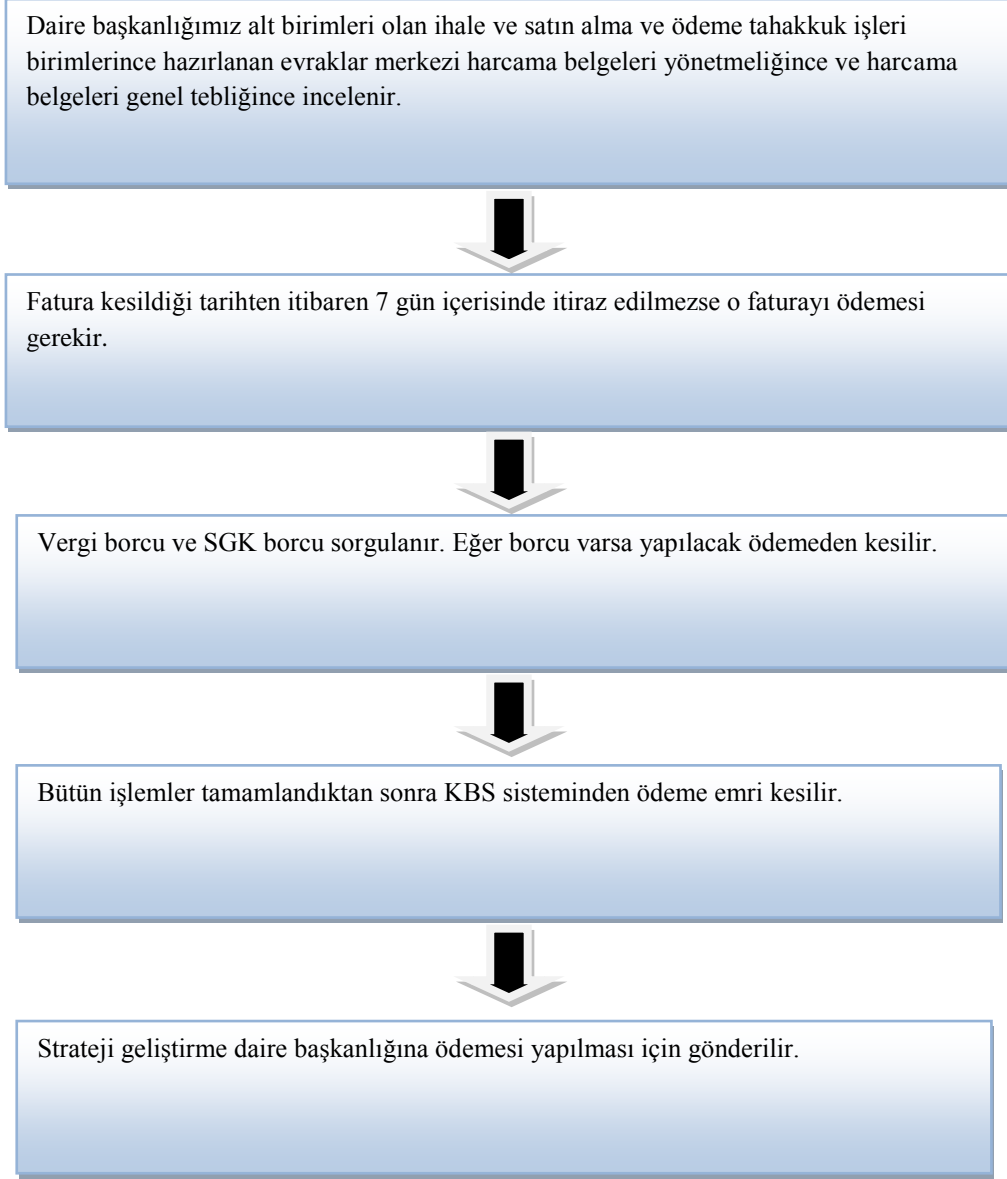 Daire başkanlığımız alt birimleri olan ihale ve satın alma ve ödeme tahakkuk işleri
birimlerince hazırlanan evraklar merkezi harcama belgeleri yönetmeliğince ve harcama
belgeleri genel tebliğince incelenir.
Fatura kesildiği tarihten itibaren 7 gün içerisinde itiraz edilmezse o faturayı ödemesi
gerekir.
Vergi borcu ve SGK borcu sorgulanır. Eğer borcu varsa yapılacak ödemeden kesilir.
Bütün işlemler tamamlandıktan sonra KBS sisteminden ödeme emri kesilir.
Strateji geliştirme daire başkanlığına ödemesi yapılması için gönderilir.